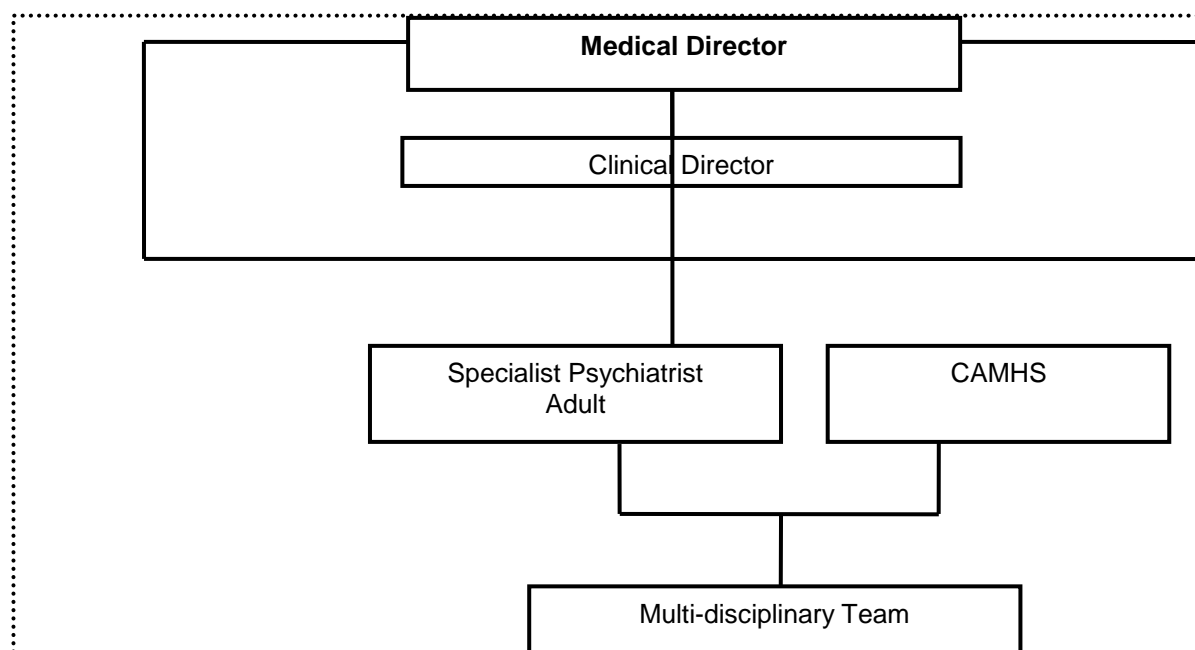 Medical Director
Clinical Director
Specialist Psychiatrist
Adult
CAMHS
Multi-disciplinary Team